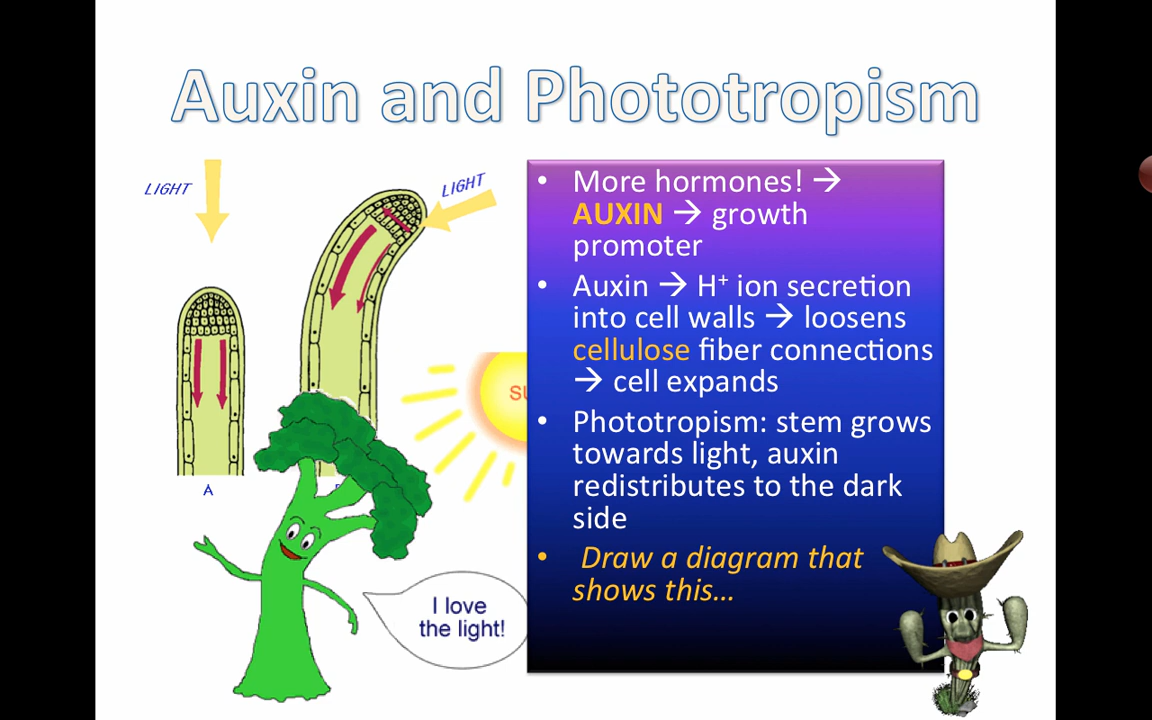 Auxin and Phototropism
LIGHT
LIGHT
A
SU
I love
the light!
• More hormones! →
AUXIN → growth
promoter
• Auxin → H⁺ ion secretion
into cell walls → loosens
cellulose fiber connections
→ cell expands
• Phototropism: stem grows
towards light, auxin
redistributes to the dark
side
• Draw a diagram that
shows this…